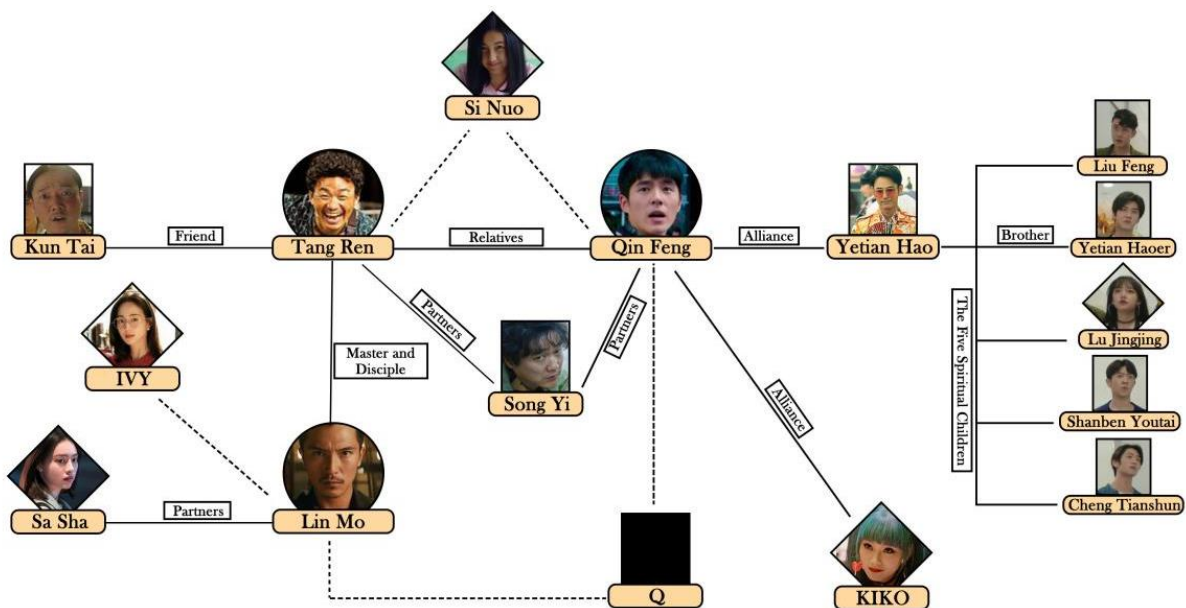 Si Nuo
Liu Feng
Kun Tai
Friend
Tang Ren
Relatives
Qin Feng
Alliance
Yetian Hao
Brother
Yetian Haoer
Partners
Partners
The Five Spiritual Children
Lu Jingjing
Master and
Disciple
IVY
Song Yi
Alliance
Shanben Youtai
Sa Sha
Partners
Lin Mo
Cheng Tianshun
Q
KIKO